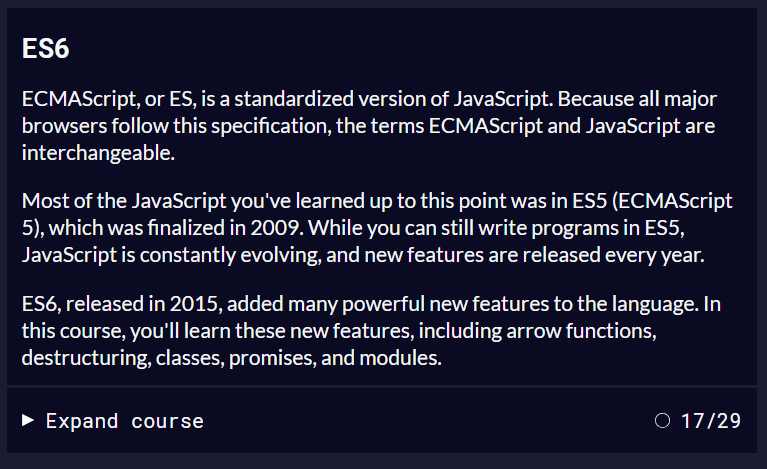 ES6
ECMAScript, or ES, is a standardized version of JavaScript. Because all major
browsers follow this specification, the terms ECMAScript and JavaScript are
interchangeable.
Most of the JavaScript you've learned up to this point was in ES5 (ECMAScript
5), which was finalized in 2009. While you can still write programs in ES5,
JavaScript is constantly evolving, and new features are released every year.
ES6, released in 2015, added many powerful new features to the language. In
this course, you'll learn these new features, including arrow functions,
destructuring, classes, promises, and modules.
Expand course 17/29